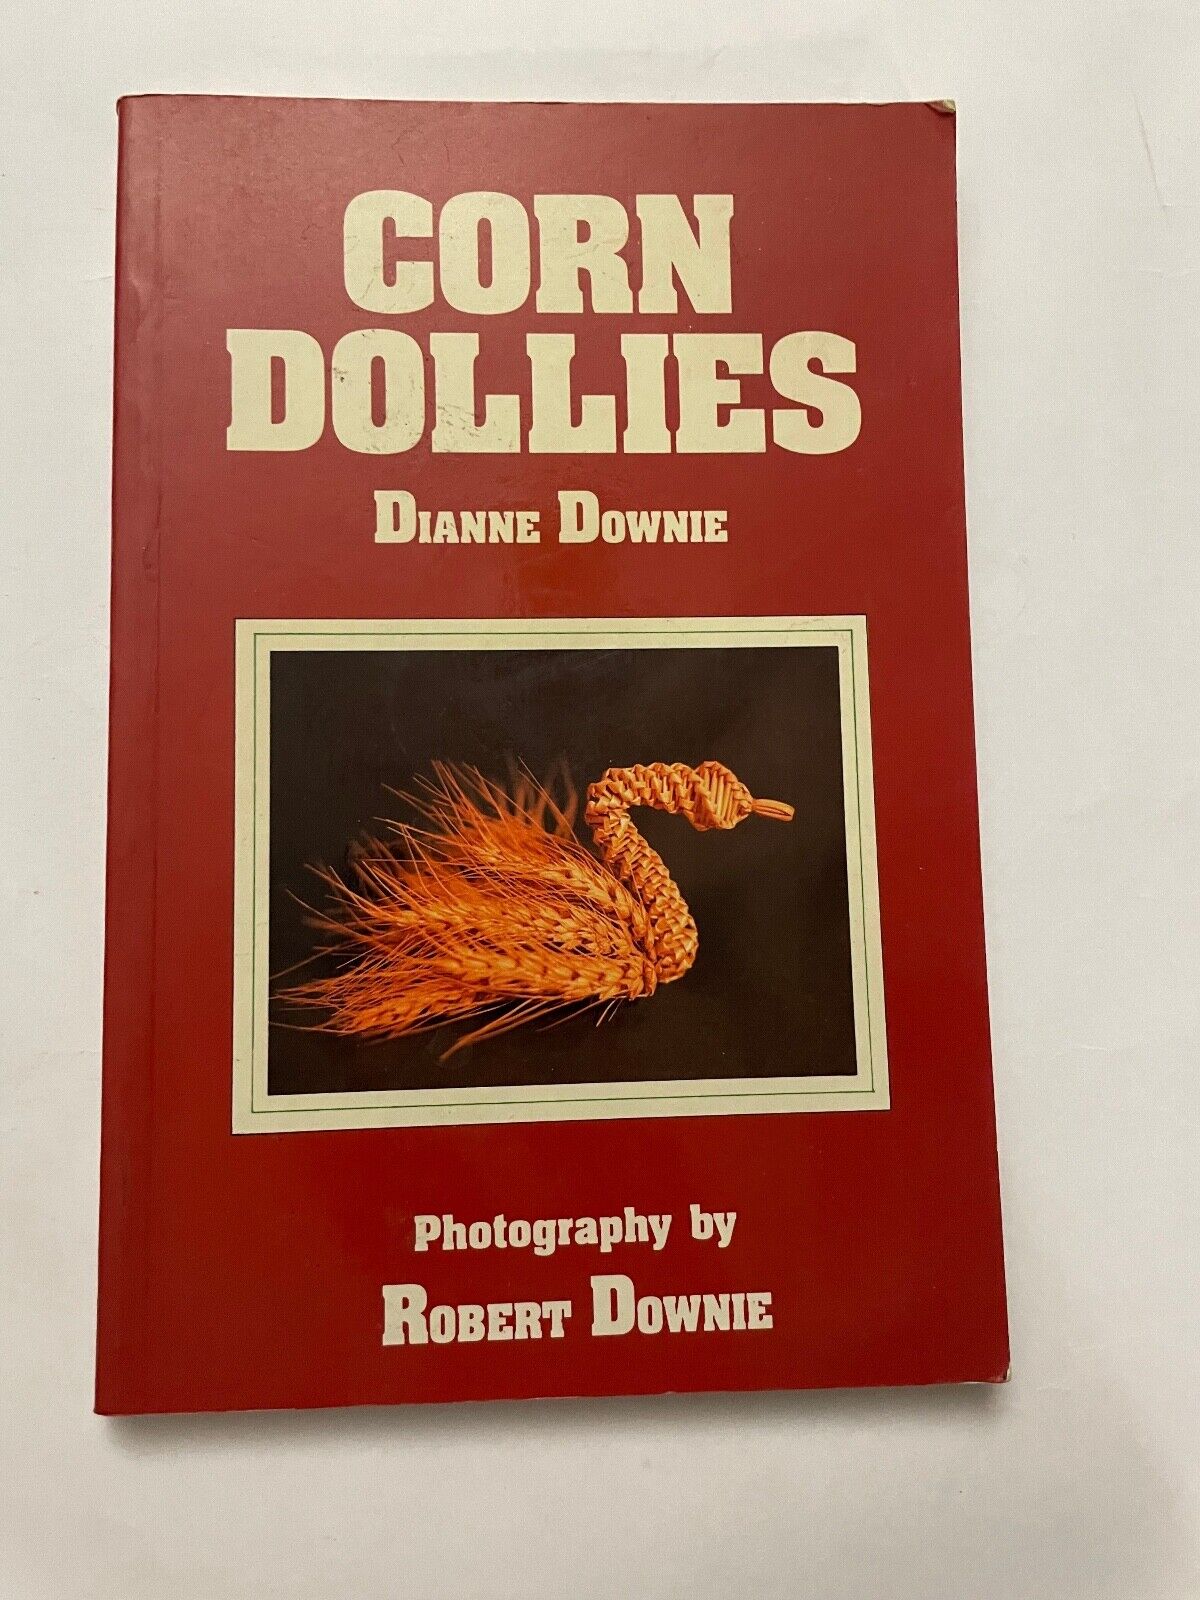 CORN
DOLLIES
DIANNE DOWNIE
Photography by
ROBERT DOWNIE